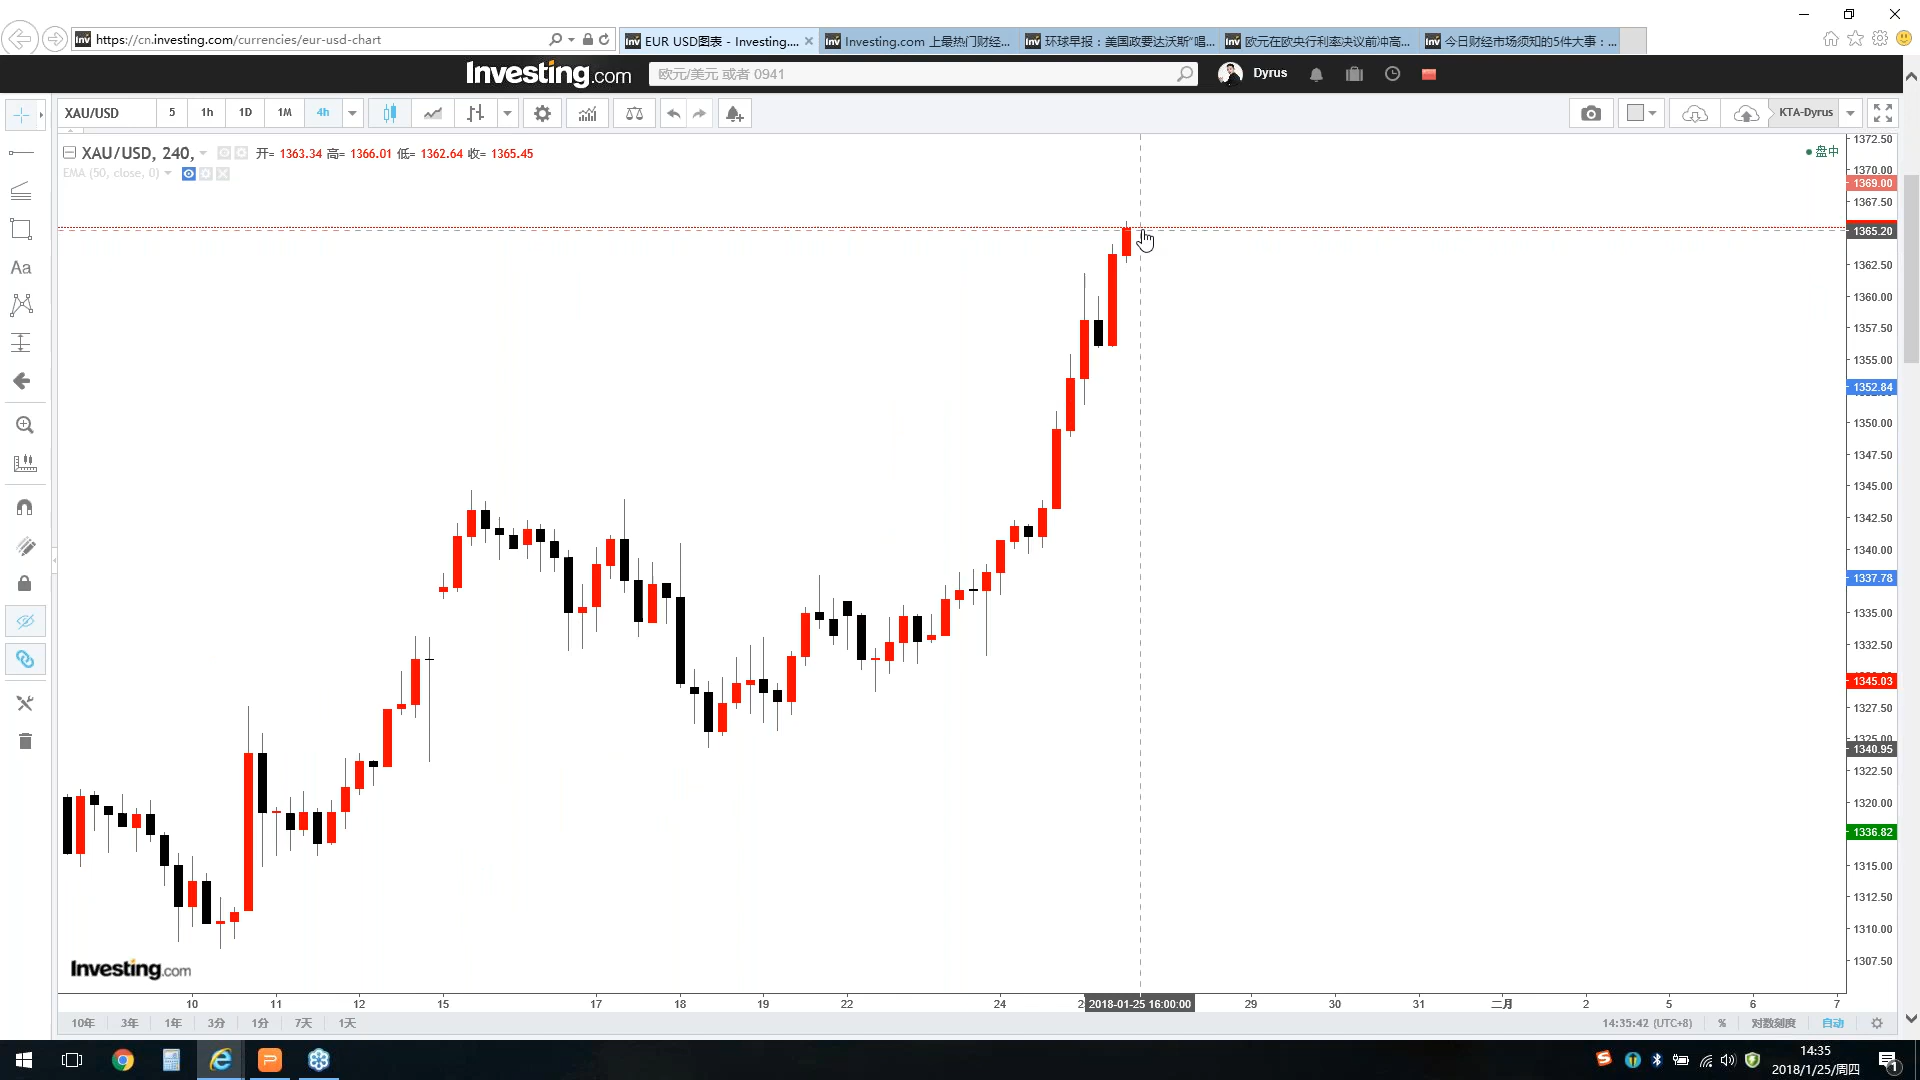 https://cn.investing.com/currencies/eur-usd-chart
EUR USD图表 - Investing....
Investing.com 上最热门财经...
环球早报：美国政要达沃斯“唱...
欧元在欧央行利率决议前冲高...
今日财经市场须知的5件大事：...
Investing.com
欧元/美元 或者 0941
Dyrus
XAU/USD
5
1h
1D
1M
4h
KTA-Dyrus
XAU/USD, 240,
开= 1363.34 高= 1366.01 低= 1362.64 收= 1365.45
盘中
EMA (50, close, 0)
Aa
1372.50
1370.00
1369.00
1367.50
1365.20
1362.50
1360.00
1357.50
1355.00
1352.84
1350.00
1347.50
1345.00
1342.50
1340.00
1337.78
1335.00
1332.50
1345.03
1327.50
1325.00
1340.95
1322.50
1320.00
1336.82
1315.00
1312.50
1310.00
1307.50
Investing.com
10
11
12
15
17
18
19
22
24
2018-01-25 16:00:00
29
30
31
二月
2
5
6
7
10年
3年
1年
3分
1分
7天
1天
14:35:42 (UTC+8)
%
对数刻度
自动
14:35
2018/1/25/周四
1